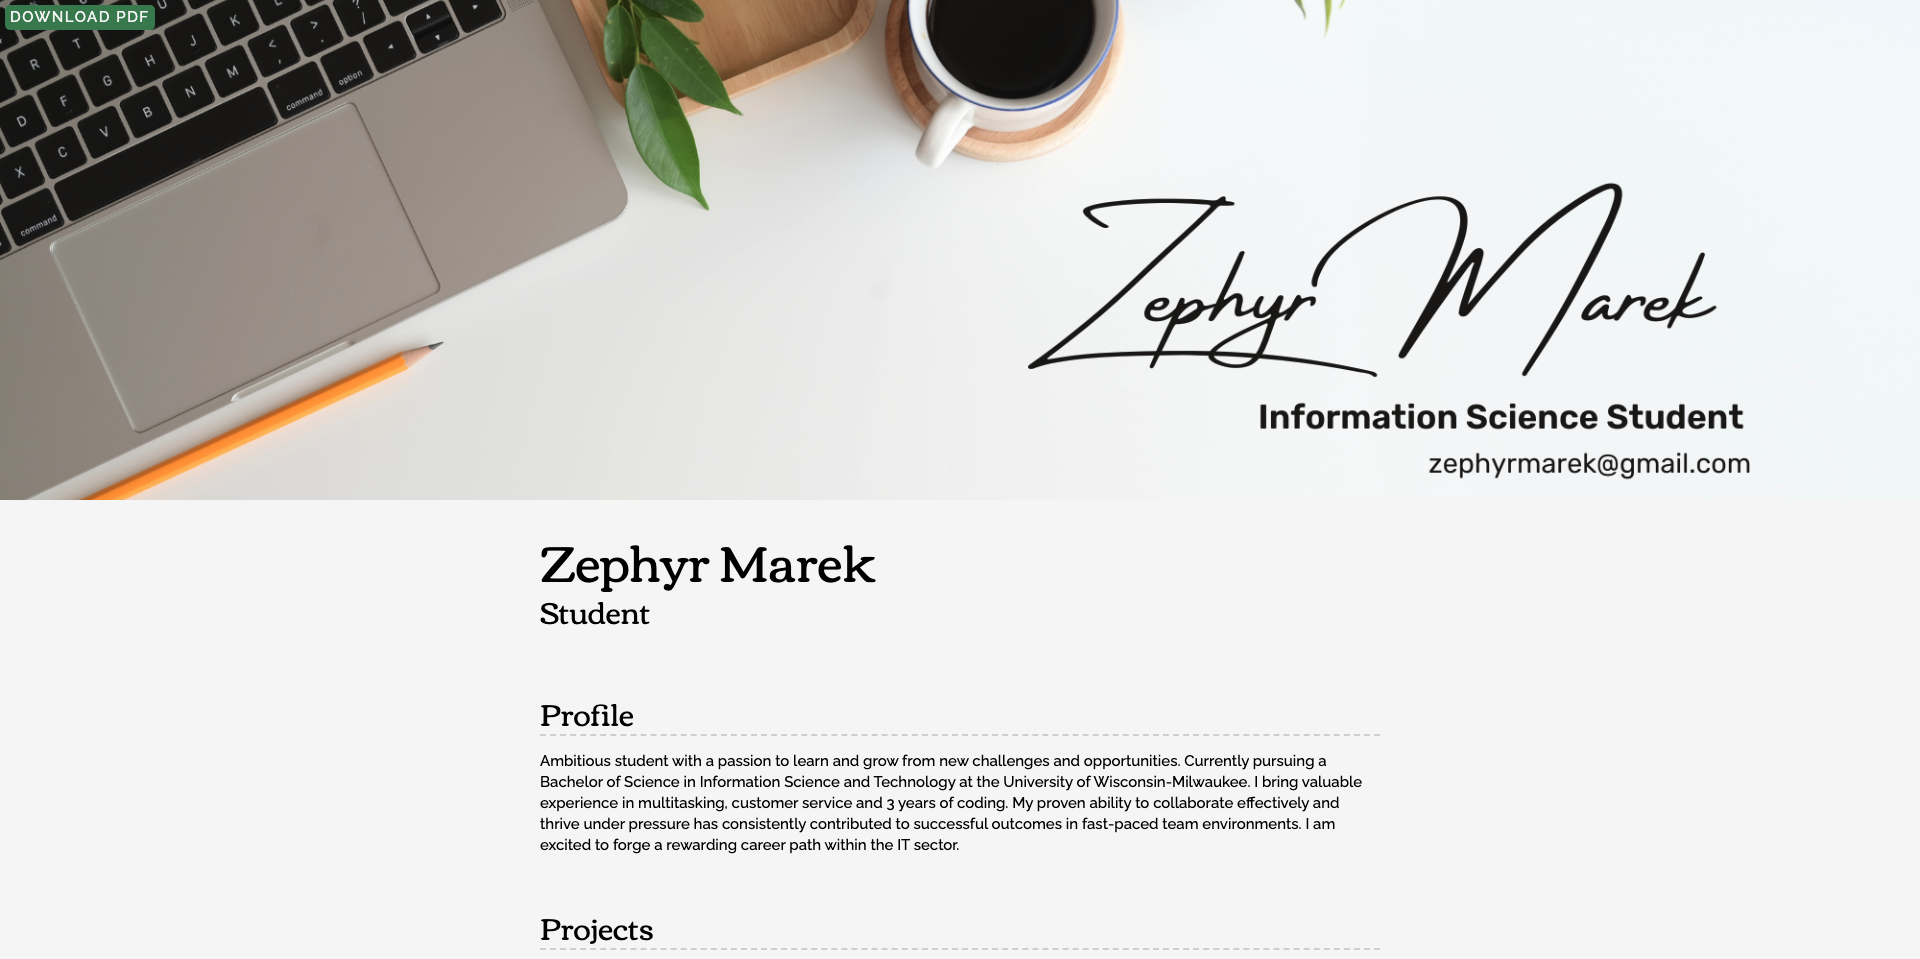 DOWNLOAD PDF
Zephyr Marek
Information Science Student
zephyrmarek@gmail.com
Zephyr Marek
Student
Profile
Ambitious student with a passion to learn and grow from new challenges and opportunities. Currently pursuing a
Bachelor of Science in Information Science and Technology at the University of Wisconsin-Milwaukee. I bring valuable
experience in multitasking, customer service and 3 years of coding. My proven ability to collaborate effectively and
thrive under pressure has consistently contributed to successful outcomes in fast-paced team environments. I am
excited to forge a rewarding career path within the IT sector.
Projects